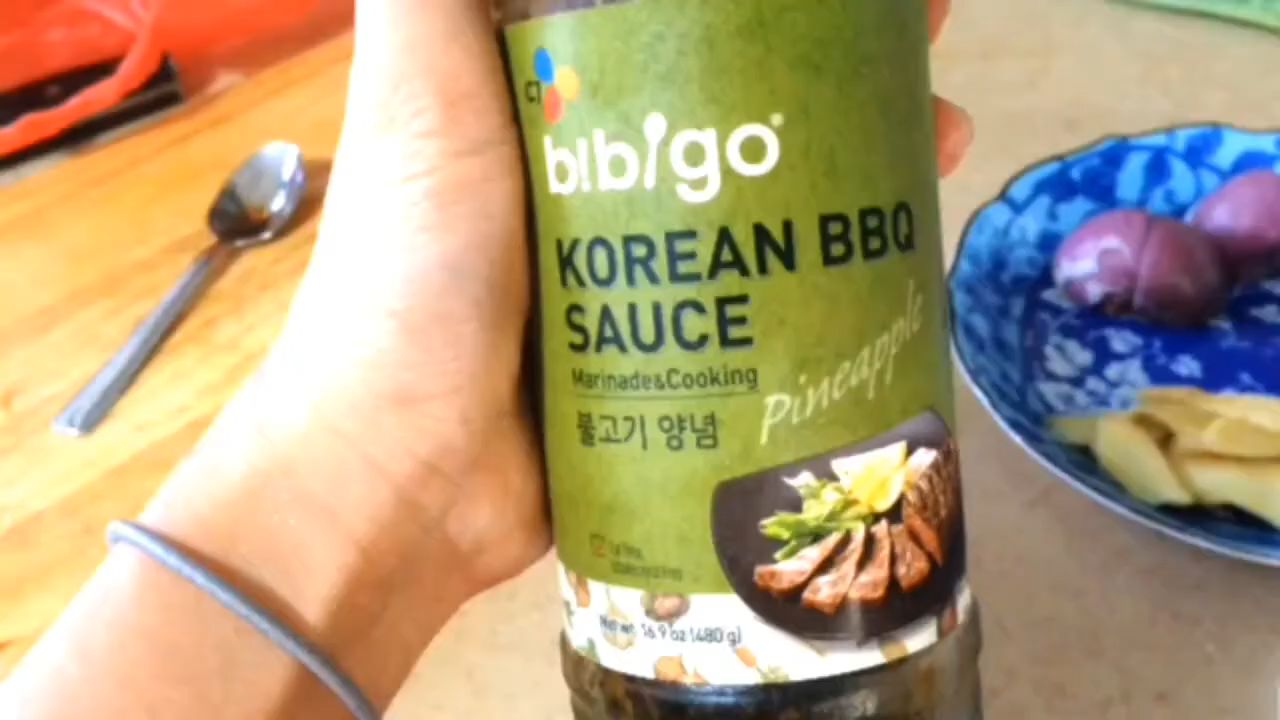 CJ
bibigo
KOREAN BBQ
SAUCE
Marinade&Cooking
Pineapple
불고기 양념
Net wt. 16.9 oz (480 g)